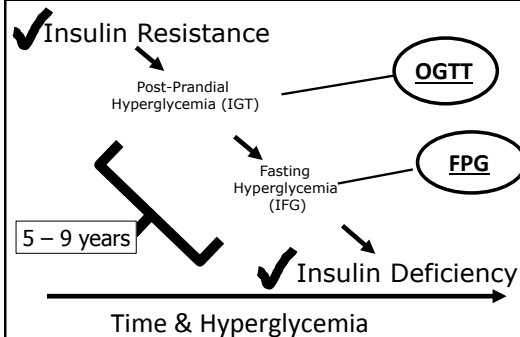 Insulin Resistance
Post-Prandial
Hyperglycemia (IGT)
OGTT
Fasting
Hyperglycemia
(IFG)
FPG
5 – 9 years
Insulin Deficiency
Time & Hyperglycemia